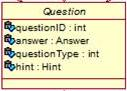 Question
questionID : int
answer : Answer
questionType : int
hint : Hint